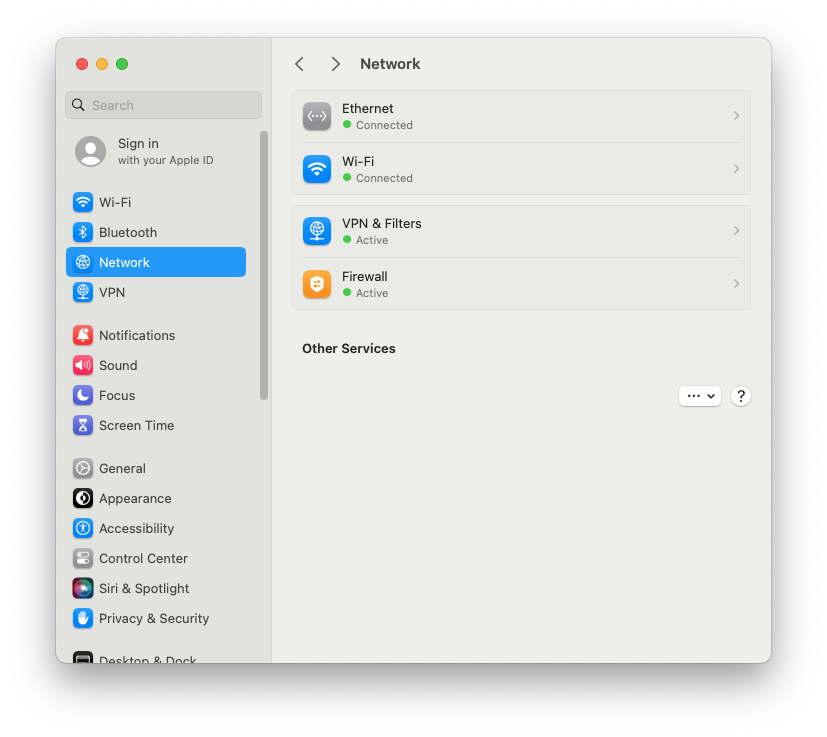 Search
Sign in
with your Apple ID
Wi-Fi
Bluetooth
Network
VPN
Notifications
Sound
Focus
Screen Time
General
Appearance
Accessibility
Control Center
Siri & Spotlight
Privacy & Security
Desktop & Dock
Network
Ethernet
Connected
Wi-Fi
Connected
VPN & Filters
Active
Firewall
Active
Other Services
?